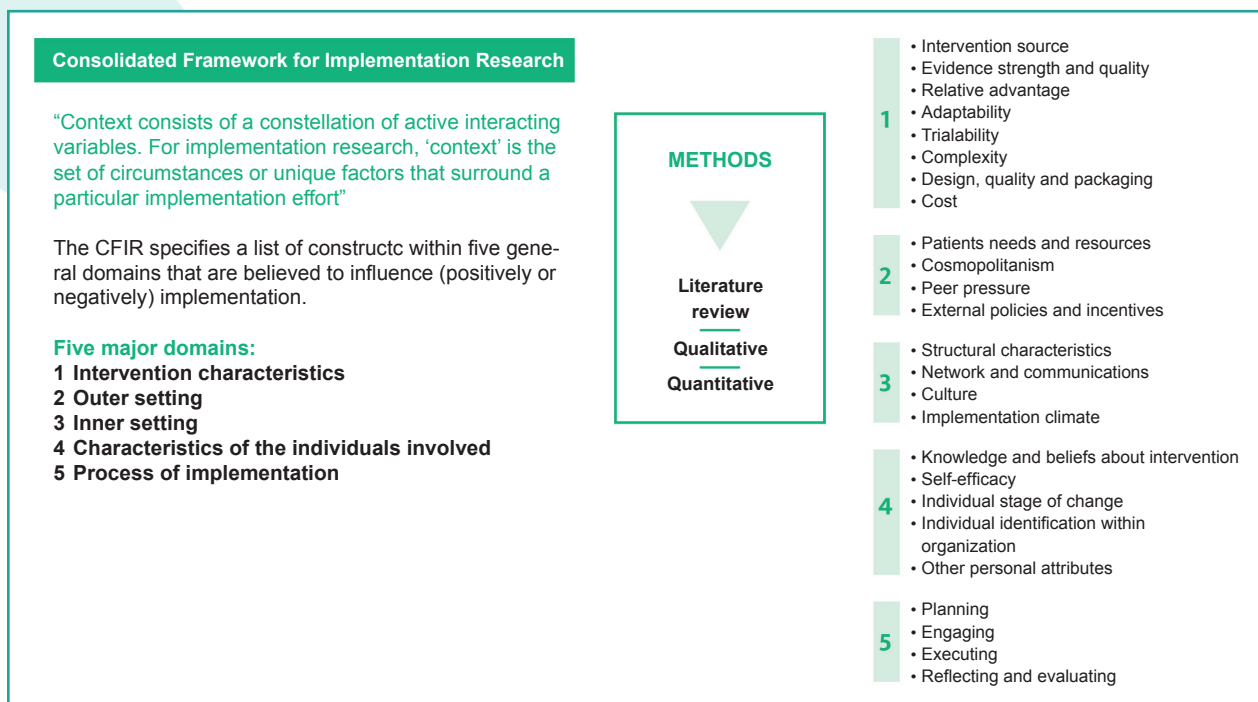 Consolidated Framework for Implementation Research
“Context consists of a constellation of active interacting
variables. For implementation research, ‘context’ is the
set of circumstances or unique factors that surround a
particular implementation effort”
The CFIR specifies a list of constructc within five gene-
ral domains that are believed to influence (positively or
negatively) implementation.
Five major domains:
1 Intervention characteristics
2 Outer setting
3 Inner setting
4 Characteristics of the individuals involved
5 Process of implementation
METHODS
Literature
review
Qualitative
Quantitative
1
• Intervention source
• Evidence strength and quality
• Relative advantage
• Adaptability
• Trialability
• Complexity
• Design, quality and packaging
• Cost
2
• Patients needs and resources
• Cosmopolitanism
• Peer pressure
• External policies and incentives
3
• Structural characteristics
• Network and communications
• Culture
• Implementation climate
4
• Knowledge and beliefs about intervention
• Self-efficacy
• Individual stage of change
• Individual identification within
organization
• Other personal attributes
5
• Planning
• Engaging
• Executing
• Reflecting and evaluating